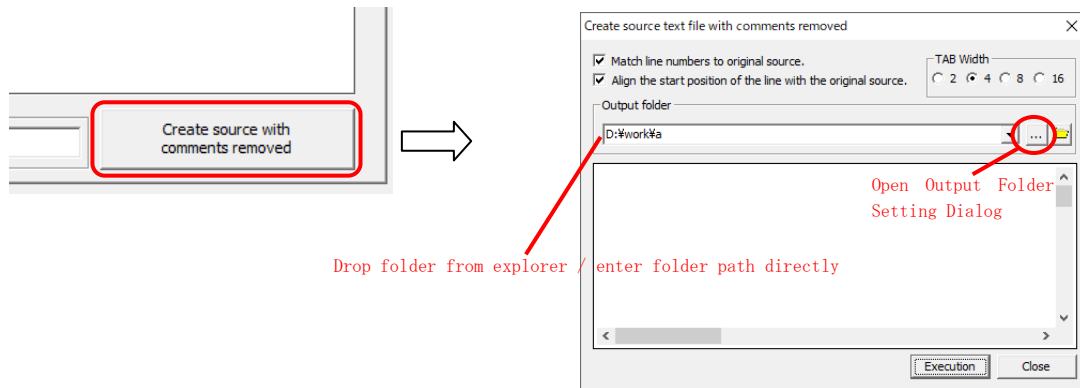 Create source with
comments removed
Create source text file with comments removed
Match line numbers to original source.
Align the start position of the line with the original source.
TAB Width
2 4 8 16
Output folder
D:¥work¥a
...
Open Output Folder
Setting Dialog
Drop folder from explorer / enter folder path directly
Execution
Close